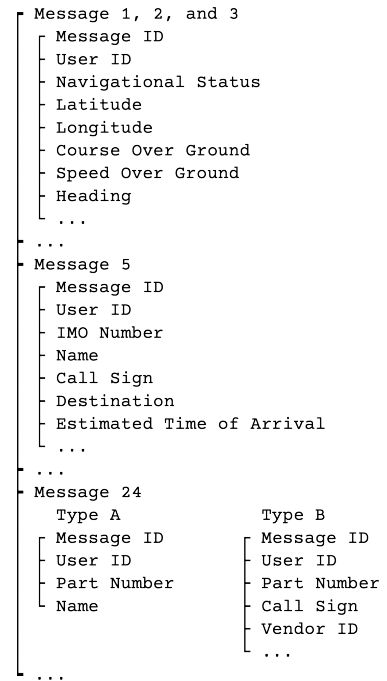 Message 1, 2, and 3
Message ID
User ID
Navigational Status
Latitude
Longitude
Course Over Ground
Speed Over Ground
Heading
...
...
Message 5
Message ID
User ID
IMO Number
Name
Call Sign
Destination
Estimated Time of Arrival
...
...
Message 24
Type A
Message ID
User ID
Part Number
Name
Type B
Message ID
User ID
Part Number
Call Sign
Vendor ID
...
...